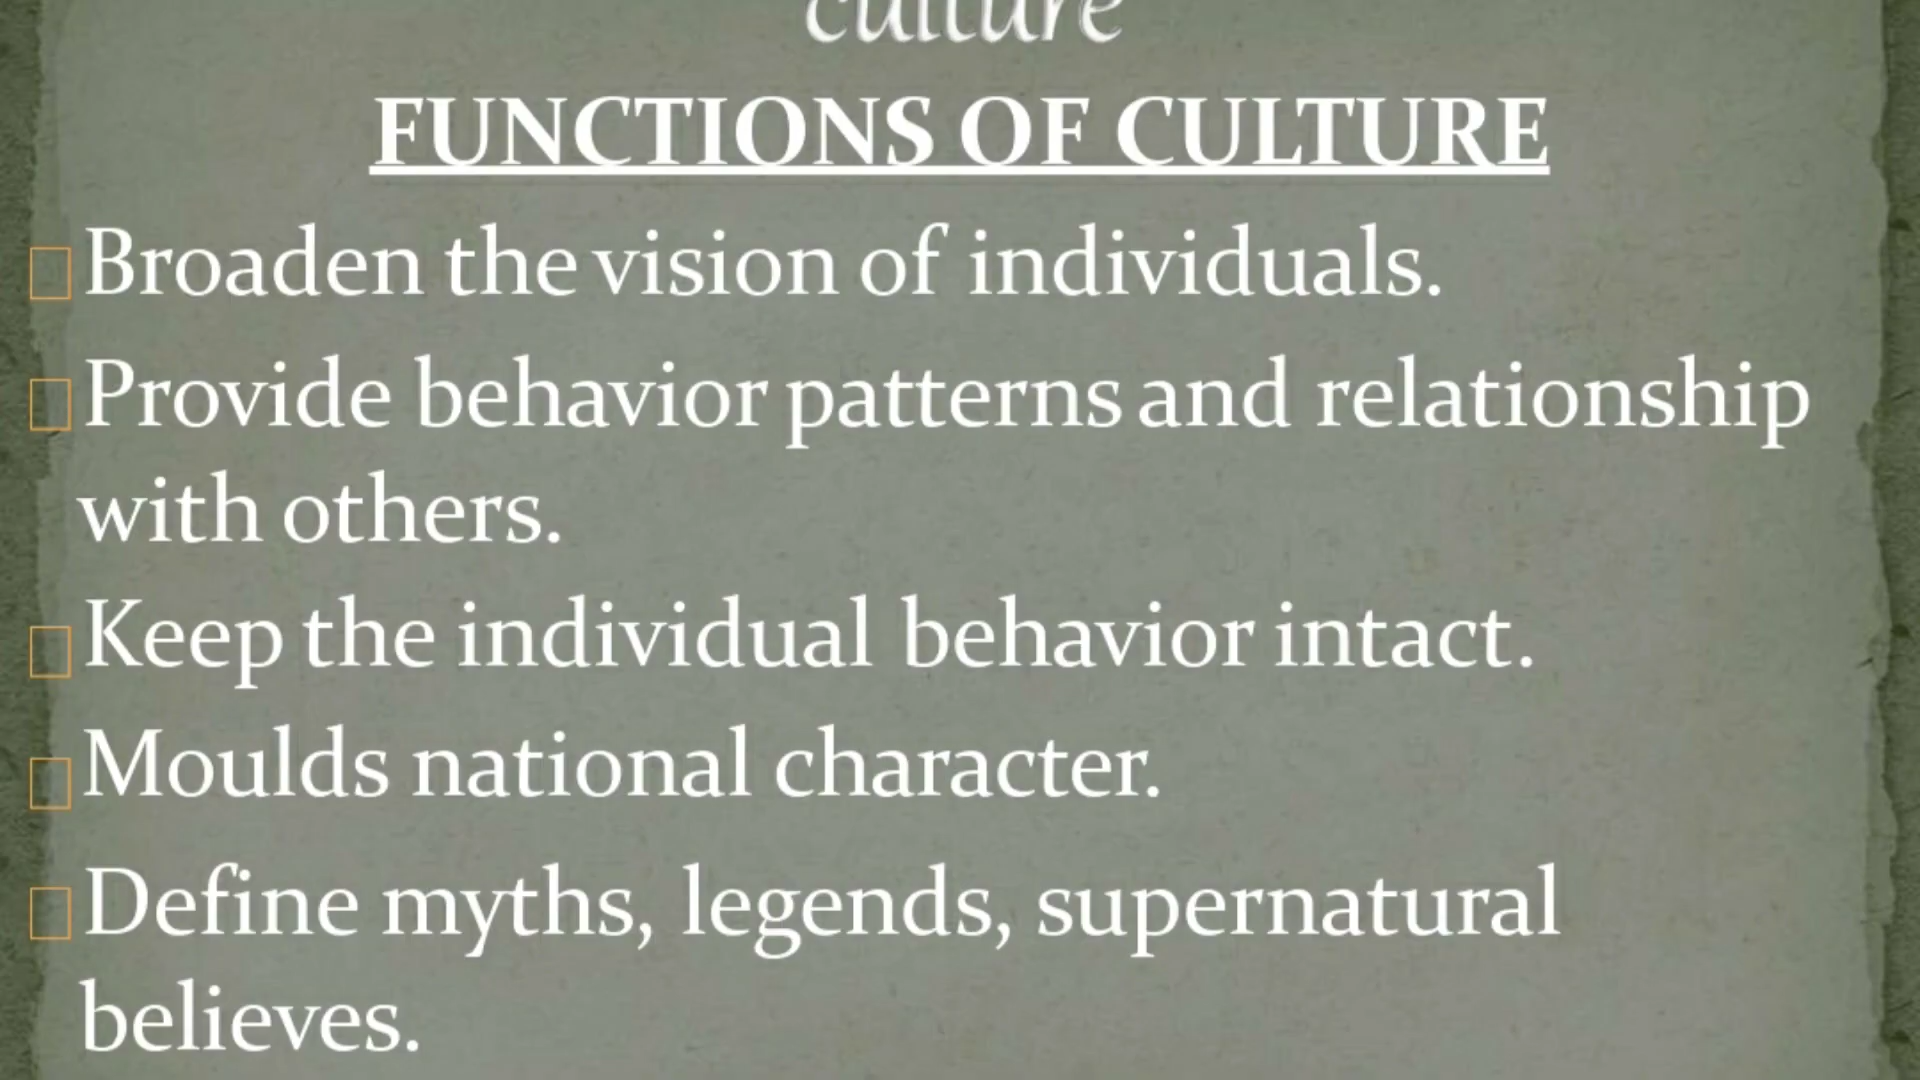 culture
FUNCTIONS OF CULTURE
Broaden the vision of individuals.
Provide behavior patterns and relationship
with others.
Keep the individual behavior intact.
Moulds national character.
Define myths, legends, supernatural
believes.